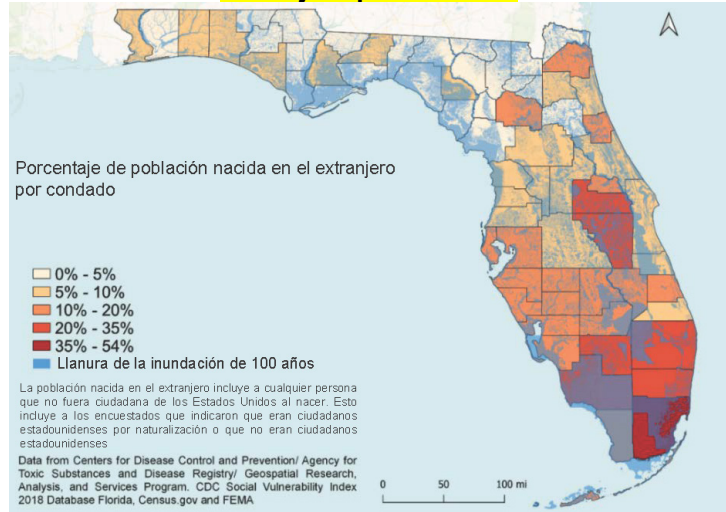 Porcentaje de población nacida en el extranjero
por condado
0% - 5%
5% - 10%
10% - 20%
20% - 35%
35% - 54%
Llanura de la inundación de 100 años
La población nacida en el extranjero incluye a cualquier persona
que no fuera ciudadana de los Estados Unidos al nacer. Esto
incluye a los encuestados que indicaron que eran ciudadanos
estadounidenses por naturalización o que no eran ciudadanos
estadounidenses
Data from Centers for Disease Control and Prevention/ Agency for
Toxic Substances and Disease Registry/ Geospatial Research,
Analysis, and Services Program. CDC Social Vulnerability Index
2018 Database Florida, Census.gov and FEMA
0 50 100 mi